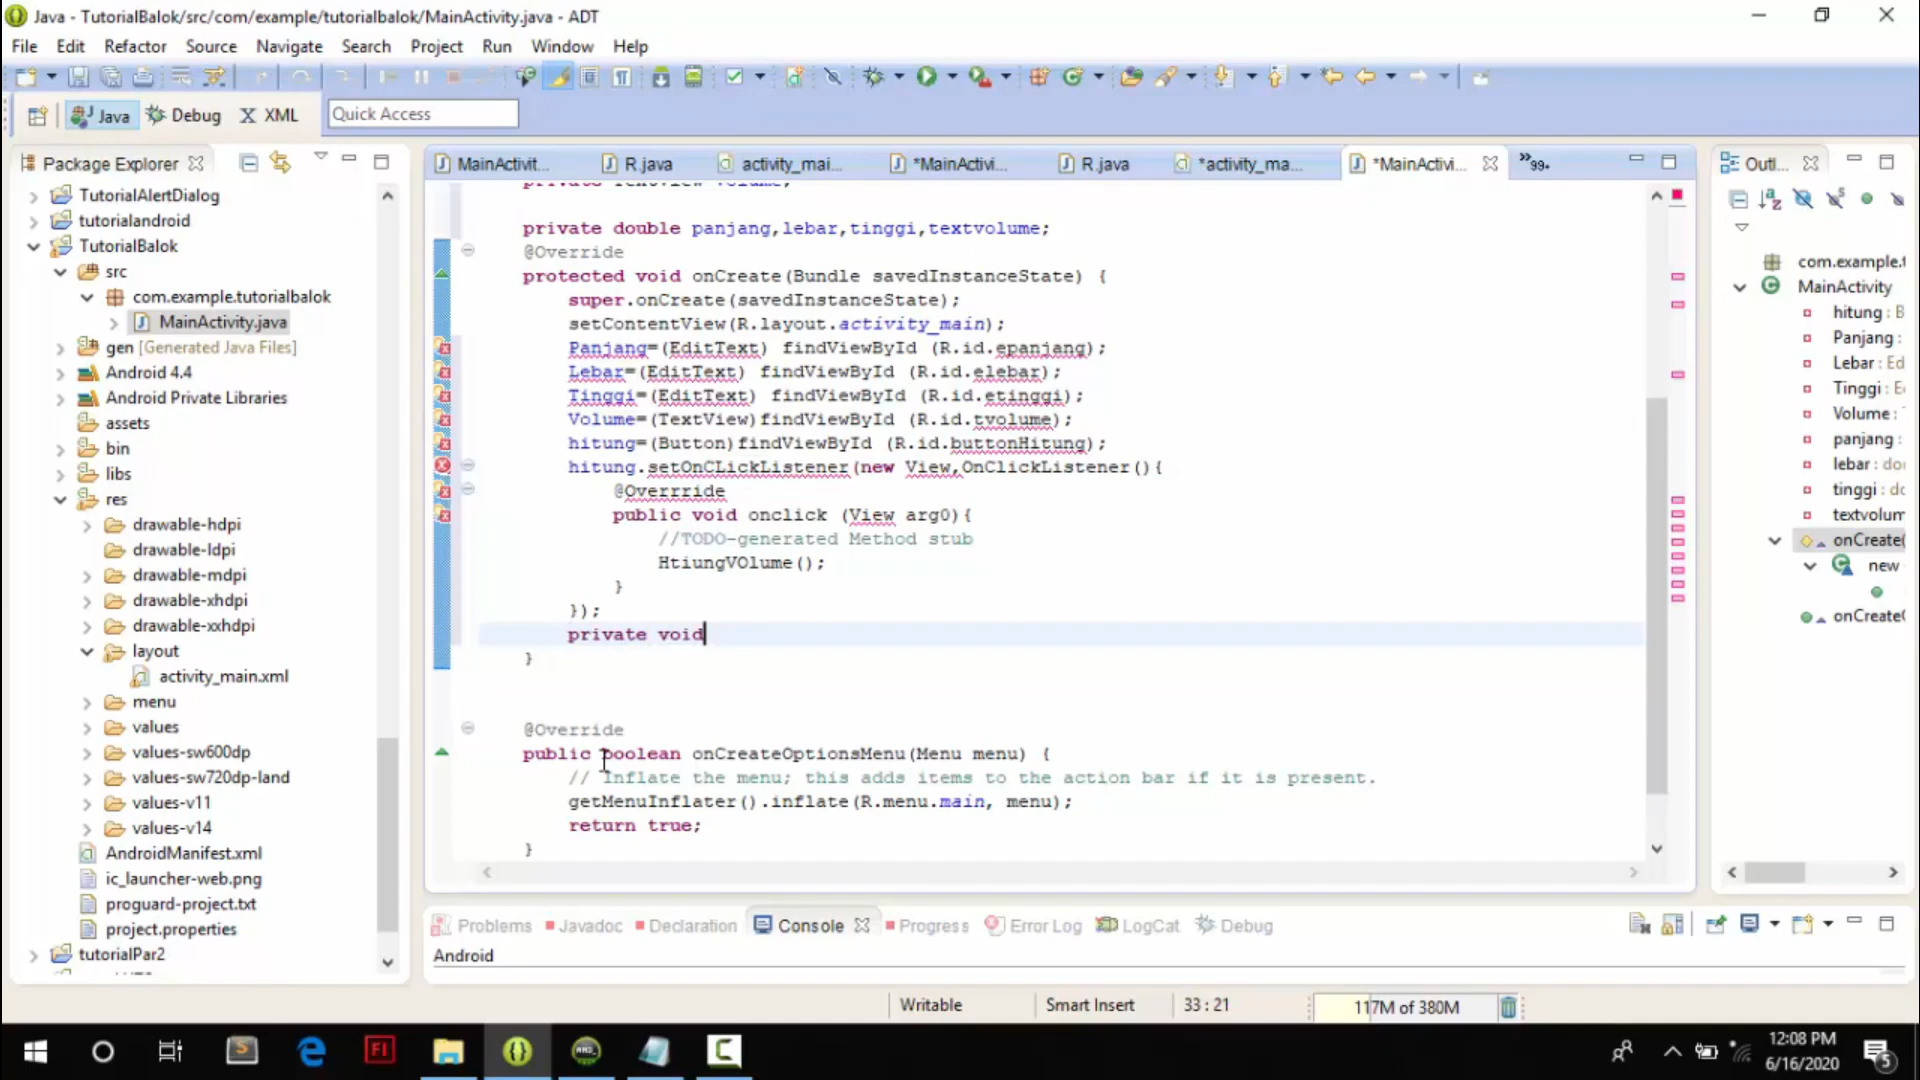 Java - TutorialBalok/src/com/example/tutorialbalok/MainActivity.java - ADT
File Edit Refactor Source Navigate Search Project Run Window Help
Java Debug XML Quick Access
Package Explorer
TutorialAlertDialog
tutorialandroid
TutorialBalok
src
com.example.tutorialbalok
MainActivity.java
gen [Generated Java Files]
Android 4.4
Android Private Libraries
assets
bin
libs
res
drawable-hdpi
drawable-ldpi
drawable-mdpi
drawable-xhdpi
drawable-xxhdpi
layout
activity_main.xml
menu
values
values-sw600dp
values-sw720dp-land
values-v11
values-v14
AndroidManifest.xml
ic_launcher-web.png
proguard-project.txt
project.properties
tutorialPar2
MainActivit... R.java activity_mai... *MainActivi... R.java *activity_ma... *MainActivi... »99.
private TextView Volume;
private double panjang,lebar,tinggi,textvolume;
@Override
protected void onCreate(Bundle savedInstanceState) {
super.onCreate(savedInstanceState);
setContentView(R.layout.activity_main);
Panjang=(EditText) findViewById (R.id.epanjang);
Lebar=(EditText) findViewById (R.id.elebar);
Tinggi=(EditText) findViewById (R.id.etinggi);
Volume=(TextView)findViewById (R.id.tvolume);
hitung=(Button)findViewById (R.id.buttonHitung);
hitung.setOnCLickListener(new View,OnClickListener(){
@Overrride
public void onclick (View arg0){
//TODO-generated Method stub
HtiungVOlume();
}
});
private void
}
@Override
public boolean onCreateOptionsMenu(Menu menu) {
// Inflate the menu; this adds items to the action bar if it is present.
getMenuInflater().inflate(R.menu.main, menu);
return true;
}
Outl...
com.example.t
MainActivity
hitung : B
Panjang :
Lebar : Ed
Tinggi : E
Volume :
panjang :
lebar : do
tinggi : dc
textvolum
onCreate(
new
onCreateO
Problems Javadoc Declaration Console Progress Error Log LogCat Debug
Android
Writable Smart Insert 33 : 21 117M of 380M
12:08 PM
6/16/2020
5